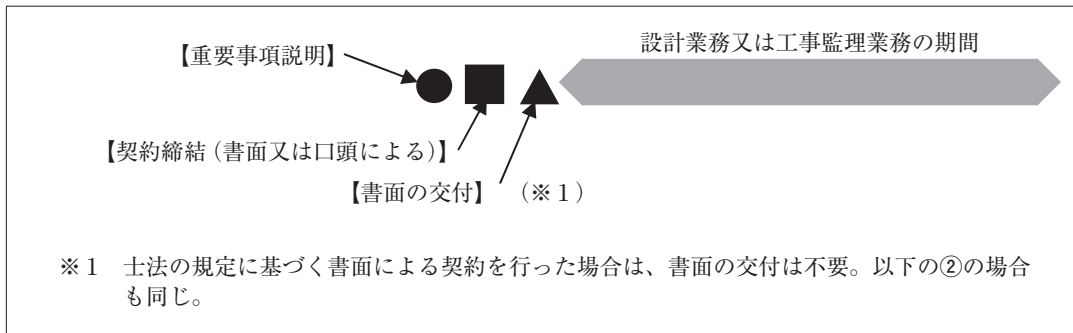 設計業務又は工事監理業務の期間
【重要事項説明】
【契約締結(書面又は口頭による)】
【書面の交付】 (※1)
※1 士法の規定に基づく書面による契約を行った場合は、書面の交付は不要。以下の②の場合
も同じ。